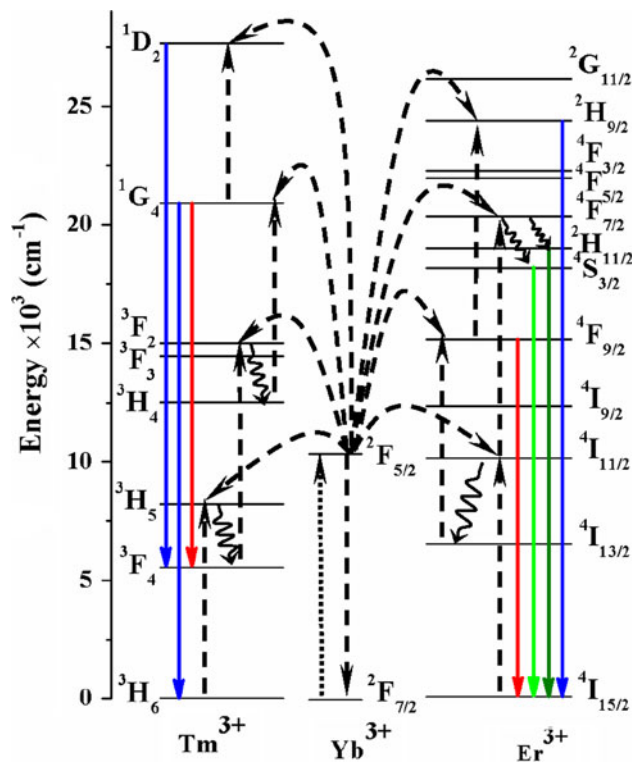 Energy ×10³ (cm⁻¹)
25
20
15
10
5
0
¹D₂
¹G₄
³F₂
³F₃
³H₄
³H₅
³F₄
³H₆
Tm³⁺
²F₅/₂
²F₇/₂
Yb³⁺
²G₁₁/₂
²H₉/₂
⁴F₃/₂
⁴F₅/₂
⁴F₇/₂
²H₁₁/₂
⁴S₃/₂
⁴F₉/₂
⁴I₉/₂
⁴I₁₁/₂
⁴I₁₃/₂
⁴I₁₅/₂
Er³⁺